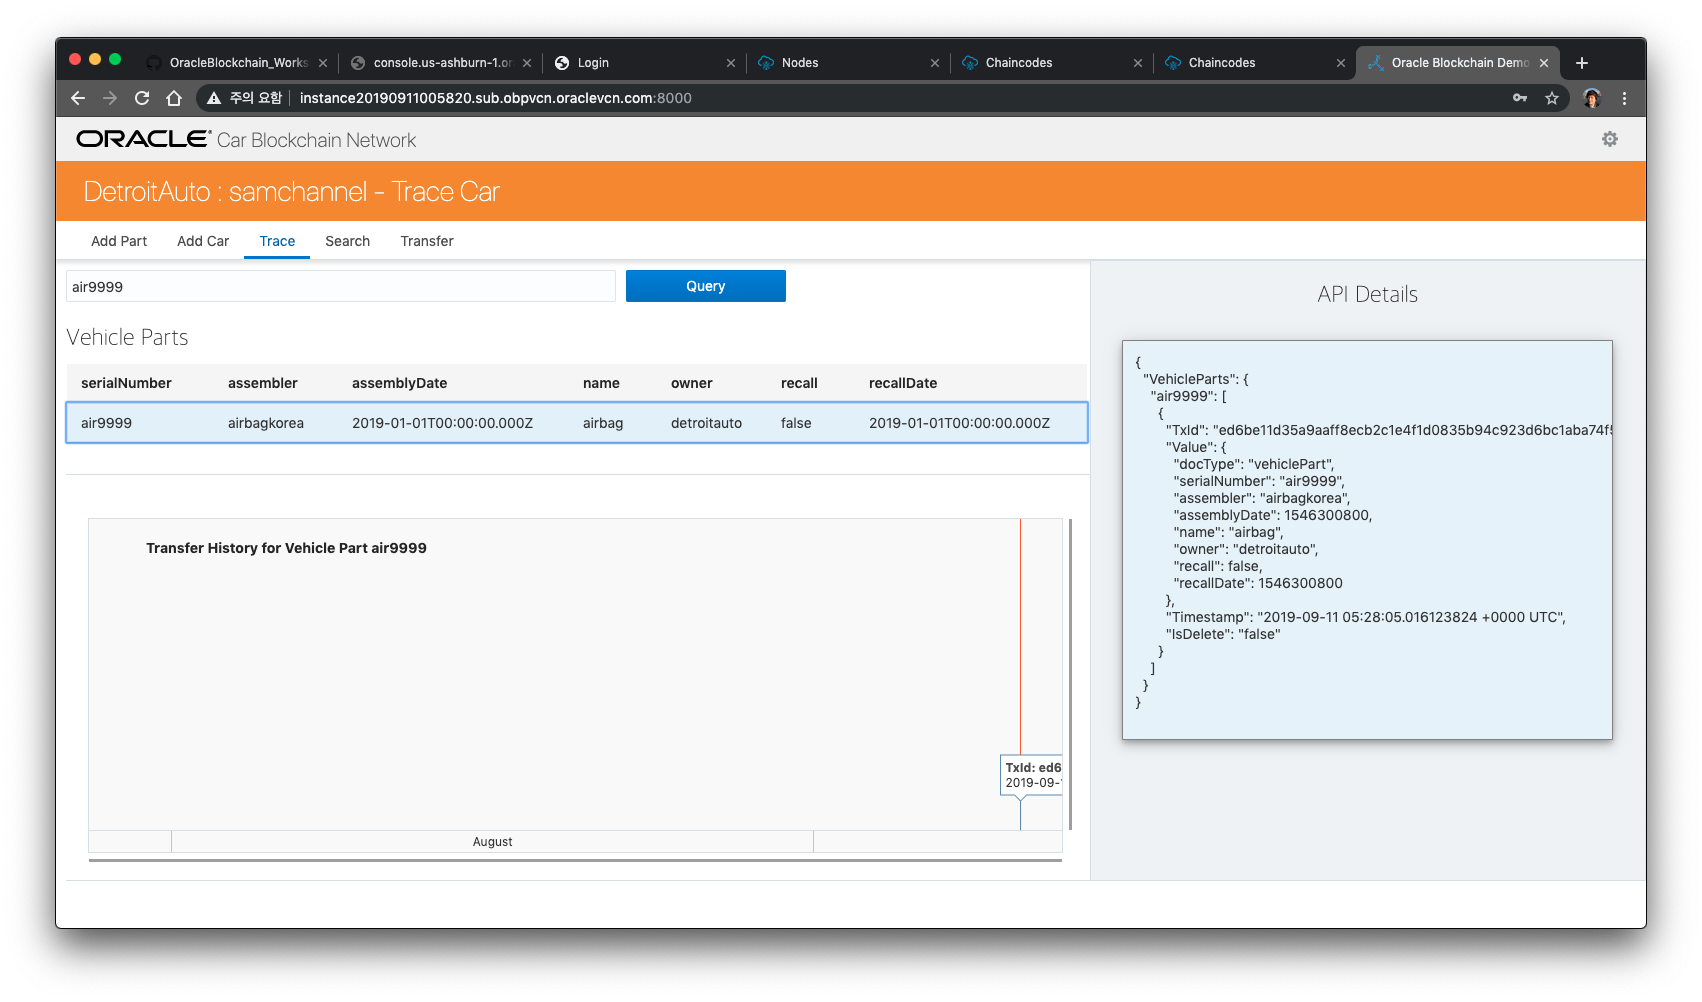 OracleBlockchain_Works
console.us-ashburn-1.or
Login
Nodes
Chaincodes
Chaincodes
Oracle Blockchain Demo
주의 요함
instance20190911005820.sub.obpvcn.oraclevcn.com:8000
ORACLE Car Blockchain Network
DetroitAuto : samchannel - Trace Car
Add Part Add Car Trace Search Transfer
air9999
Query
Vehicle Parts
serialNumber assembler assemblyDate name owner recall recallDate
air9999 airbagkorea 2019-01-01T00:00:00.000Z airbag detroitauto false 2019-01-01T00:00:00.000Z
Transfer History for Vehicle Part air9999
TxId: ed6
2019-09-
August
API Details
{
"VehicleParts": {
"air9999": [
{
"TxId": "ed6be11d35a9aaff8ecb2c1e4f1d0835b94c923d6bc1aba74f5
"Value": {
"docType": "vehiclePart",
"serialNumber": "air9999",
"assembler": "airbagkorea",
"assemblyDate": 1546300800,
"name": "airbag",
"owner": "detroitauto",
"recall": false,
"recallDate": 1546300800
},
"Timestamp": "2019-09-11 05:28:05.016123824 +0000 UTC",
"IsDelete": "false"
}
]
}
}